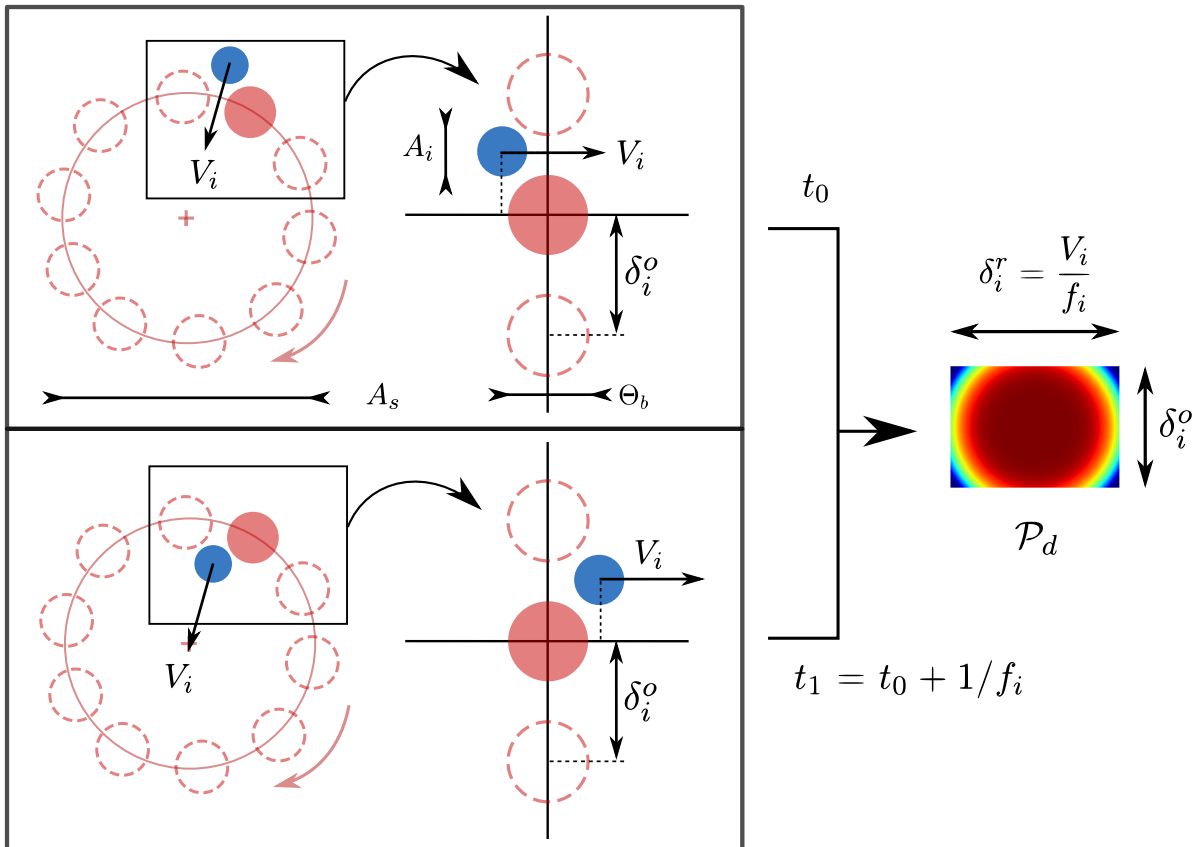 V_i
A_i
V_i
δ_i^o
A_s
Θ_b
V_i
V_i
δ_i^o
t_0
t_1 = t_0 + 1/f_i
δ_i^r = V_i / f_i
δ_i^o
𝒫_d